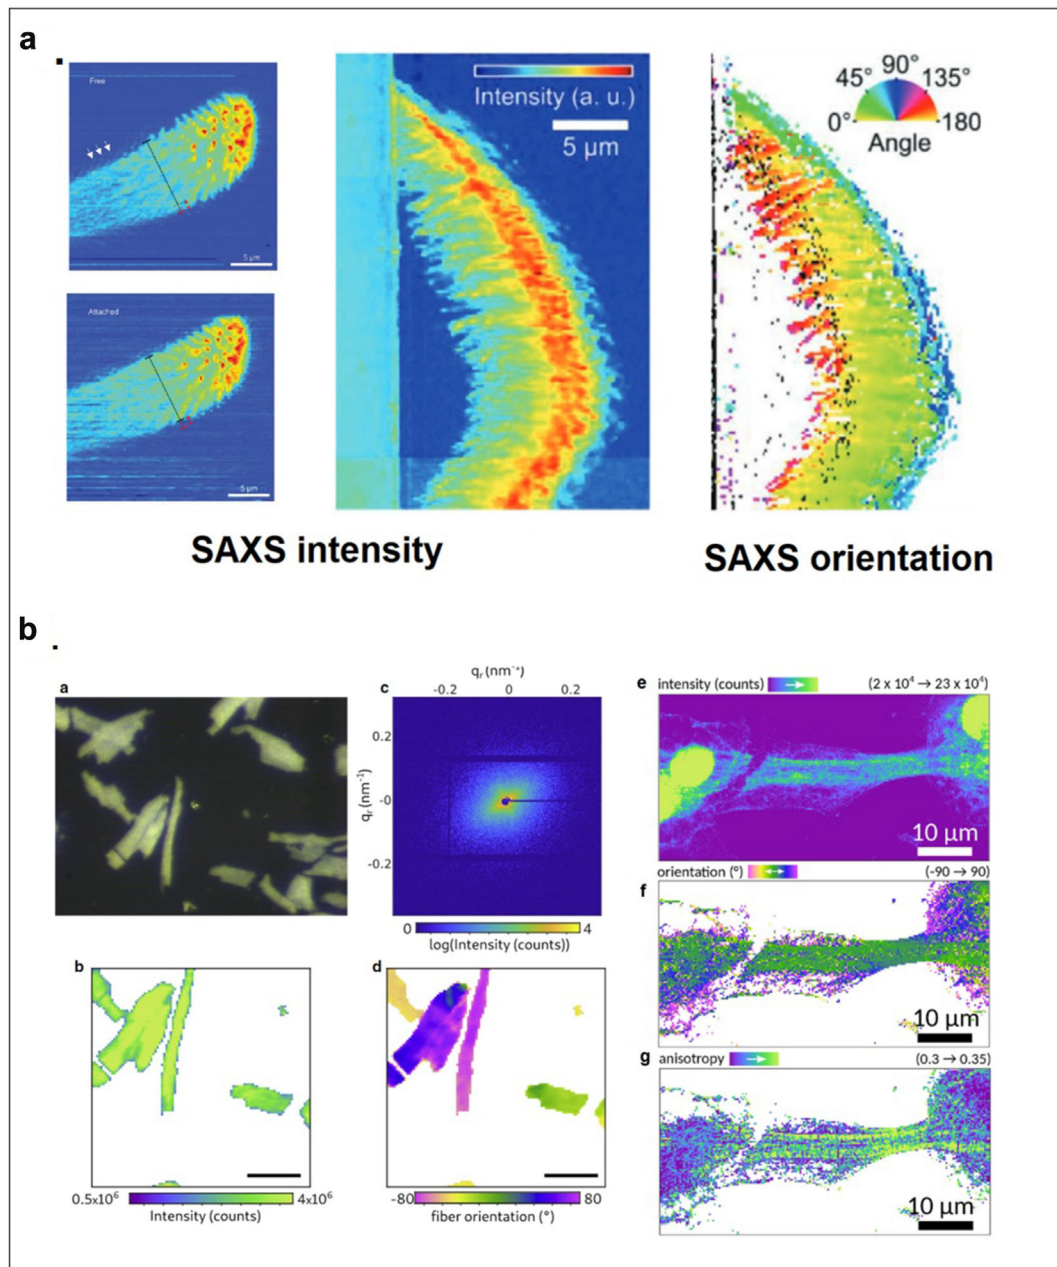 a
Free
5 µm
Attached
5 µm
Intensity (a. u.)
5 µm
45°
90°
135°
0°
180
Angle
SAXS intensity
SAXS orientation
b
a
c
qᵣ (nm⁻¹)
-0.2
0
0.2
0.2
-0
-0.2
qᵣ (nm⁻¹)
0
4
log(Intensity (counts))
b
0.5x10⁶
4x10⁶
Intensity (counts)
d
-80
80
fiber orientation (°)
e
intensity (counts)
(2 x 10⁴ → 23 x 10⁴)
10 µm
orientation (°)
(-90 → 90)
f
10 µm
anisotropy
(0.3 → 0.35)
g
10 µm